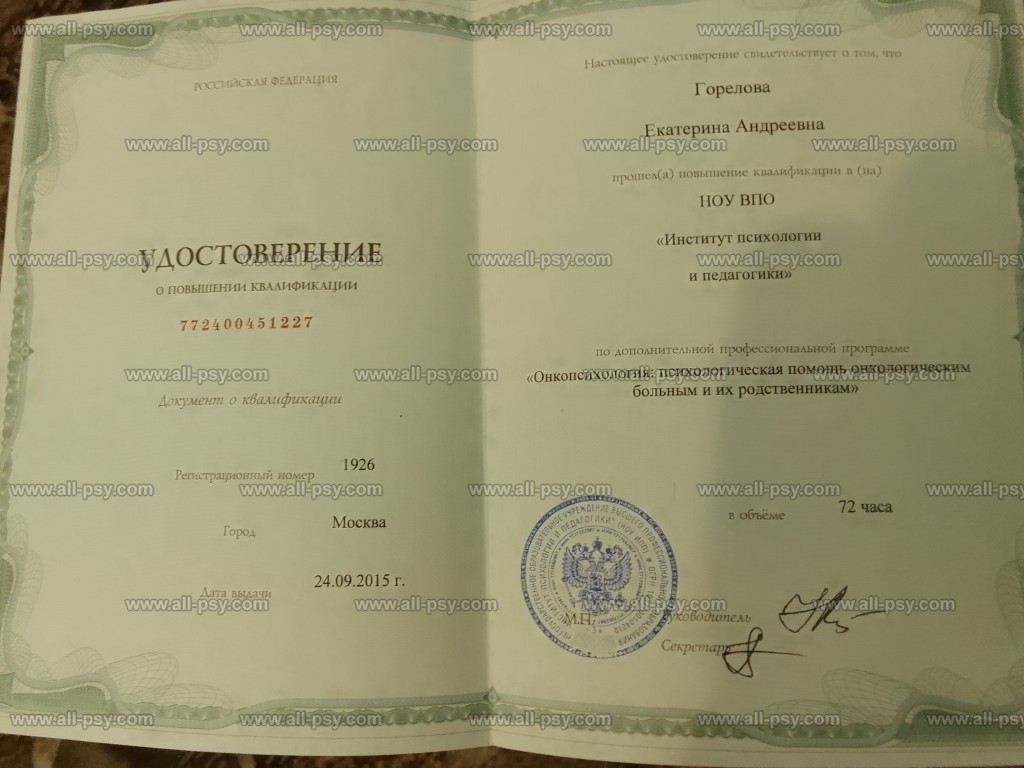 РОССИЙСКАЯ ФЕДЕРАЦИЯ
УДОСТОВЕРЕНИЕ
О ПОВЫШЕНИИ КВАЛИФИКАЦИИ
772400451227
Документ о квалификации
Регистрационный номер 1926
Город Москва
Дата выдачи 24.09.2015 г.
Настоящее удостоверение свидетельствует о том, что
Горелова
Екатерина Андреевна
прошел(а) повышение квалификации в (на)
НОУ ВПО
«Институт психологии
и педагогики»
по дополнительной профессиональной программе
«Онкопсихология: психологическая помощь онхологическим
больным и их родственникам»
в объёме 72 часа
М.П.
Руководитель
Секретарь
www.all-psy.com